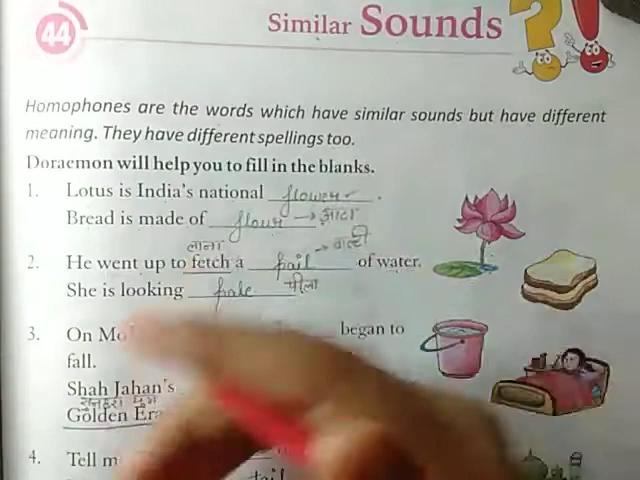 44
Similar Sounds
?!
Homophones are the words which have similar sounds but have different
meaning. They have different spellings too.
Doraemon will help you to fill in the blanks.
1. Lotus is India's national flower.
Bread is made of flour → आटा
लाना → बाल्टी
2. He went up to fetch a pail of water.
She is looking pale पीला
3. On Mo began to
fall.
Shah Jahan's
सुनहरा युग
Golden Era
4. Tell m
tail